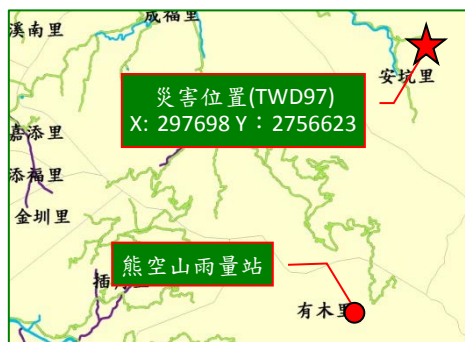 溪南里
成福里
安坑里
災害位置(TWD97)
X: 297698 Y：2756623
嘉添里
添福里
金圳里
熊空山雨量站
插
有木里